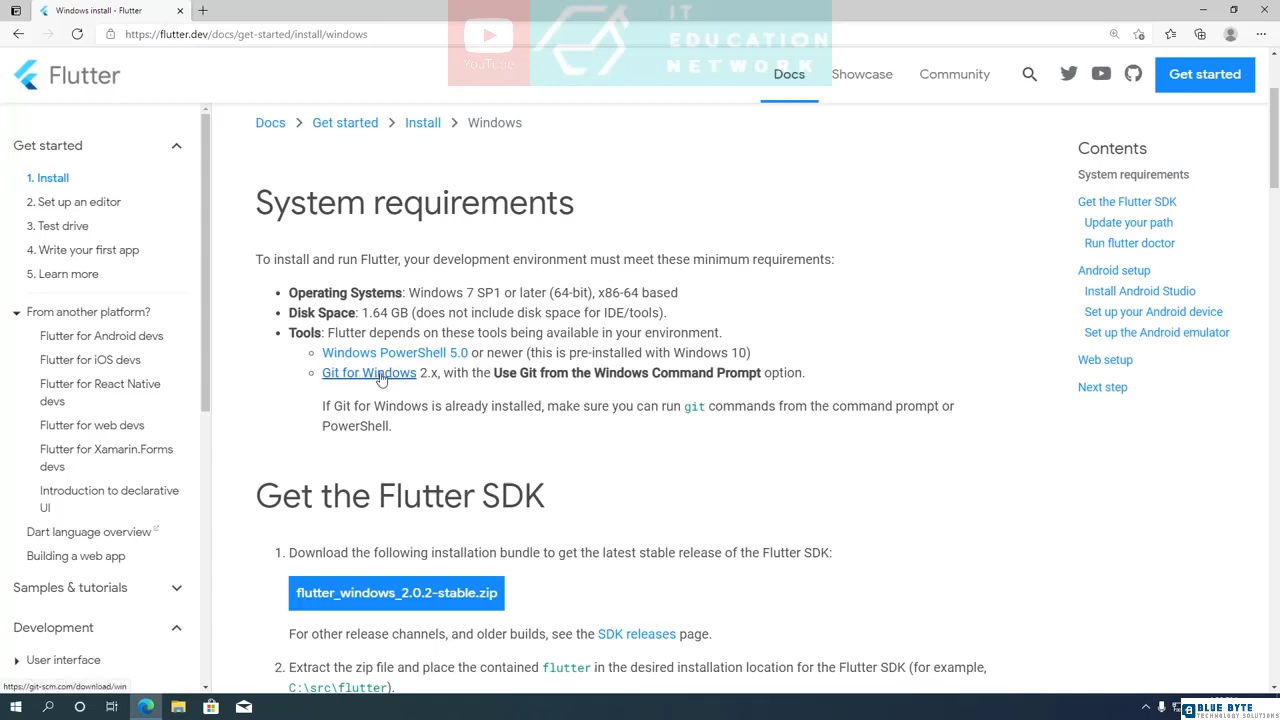 Windows install - Flutter
https://flutter.dev/docs/get-started/install/windows
YouTube
IT
EDUCATION
NETWORK
Flutter
Docs
Showcase
Community
Get started
Get started
1. Install
2. Set up an editor
3. Test drive
4. Write your first app
5. Learn more
From another platform?
Flutter for Android devs
Flutter for iOS devs
Flutter for React Native
devs
Flutter for web devs
Flutter for Xamarin.Forms
devs
Introduction to declarative
UI
Dart language overview
Building a web app
Samples & tutorials
Development
User interface
https://git-scm.com/download/win
Docs > Get started > Install > Windows
System requirements
To install and run Flutter, your development environment must meet these minimum requirements:
• Operating Systems: Windows 7 SP1 or later (64-bit), x86-64 based
• Disk Space: 1.64 GB (does not include disk space for IDE/tools).
• Tools: Flutter depends on these tools being available in your environment.
Windows PowerShell 5.0 or newer (this is pre-installed with Windows 10)
Git for Windows 2.x, with the Use Git from the Windows Command Prompt option.
If Git for Windows is already installed, make sure you can run git commands from the command prompt or
PowerShell.
Get the Flutter SDK
1. Download the following installation bundle to get the latest stable release of the Flutter SDK:
flutter_windows_2.0.2-stable.zip
For other release channels, and older builds, see the SDK releases page.
2. Extract the zip file and place the contained flutter in the desired installation location for the Flutter SDK (for example,
C:\src\flutter).
Contents
System requirements
Get the Flutter SDK
Update your path
Run flutter doctor
Android setup
Install Android Studio
Set up your Android device
Set up the Android emulator
Web setup
Next step
BLUE BYTE
TECHNOLOGY SOLUTIONS